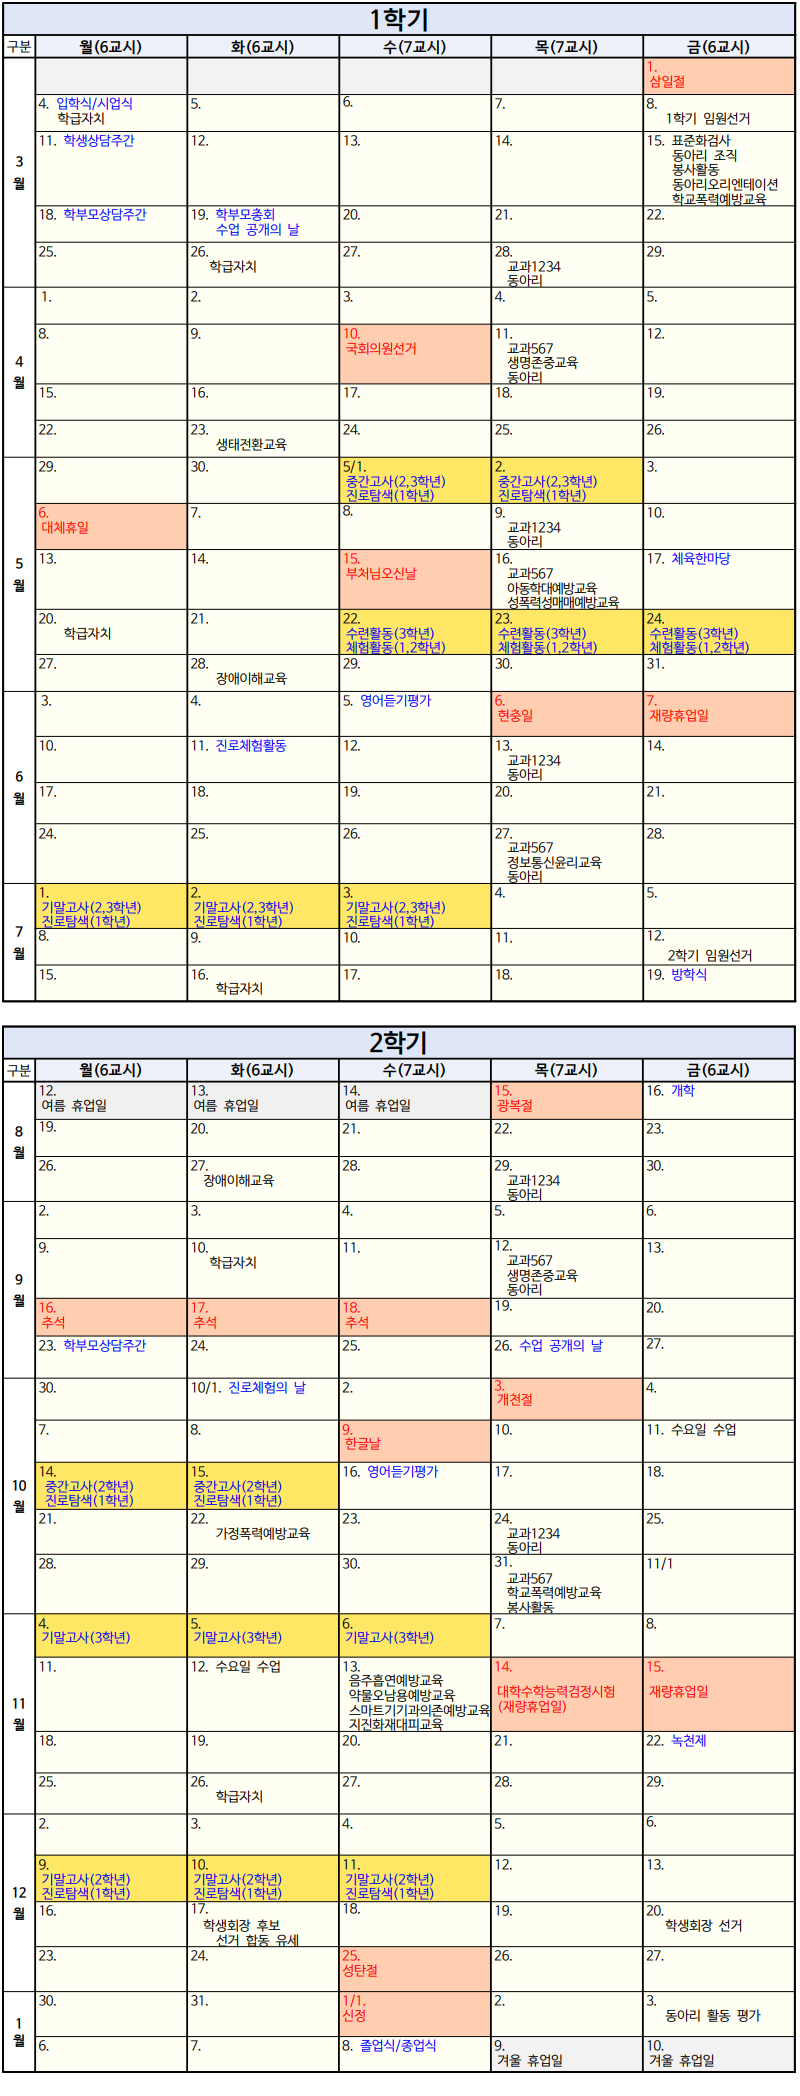 1학기
구분 월(6교시) 화(6교시) 수(7교시) 목(7교시) 금(6교시)
3
월
1.
삼일절
4. 입학식/시업식
학급자치
5.
6.
7.
8.
1학기 임원선거
11. 학생상담주간
12.
13.
14.
15. 표준화검사
동아리 조직
봉사활동
동아리오리엔테이션
학교폭력예방교육
18. 학부모상담주간
19. 학부모총회
수업 공개의 날
20.
21.
22.
25.
26.
학급자치
27.
28.
교과1234
동아리
29.
4
월
1.
2.
3.
4.
5.
8.
9.
10.
국회의원선거
11.
교과567
생명존중교육
동아리
12.
15.
16.
17.
18.
19.
22.
23.
생태전환교육
24.
25.
26.
5
월
29.
30.
5/1.
중간고사(2,3학년)
진로탐색(1학년)
2.
중간고사(2,3학년)
진로탐색(1학년)
3.
6.
대체휴일
7.
8.
9.
교과1234
동아리
10.
13.
14.
15.
부처님오신날
16.
교과567
아동학대예방교육
성폭력성매매예방교육
17. 체육한마당
20.
학급자치
21.
22.
수련활동(3학년)
체험활동(1,2학년)
23.
수련활동(3학년)
체험활동(1,2학년)
24.
수련활동(3학년)
체험활동(1,2학년)
27.
28.
장애이해교육
29.
30.
31.
6
월
3.
4.
5. 영어듣기평가
6.
현충일
7.
재량휴업일
10.
11. 진로체험활동
12.
13.
교과1234
동아리
14.
17.
18.
19.
20.
21.
24.
25.
26.
27.
교과567
정보통신윤리교육
동아리
28.
7
월
1.
기말고사(2,3학년)
진로탐색(1학년)
2.
기말고사(2,3학년)
진로탐색(1학년)
3.
기말고사(2,3학년)
진로탐색(1학년)
4.
5.
8.
9.
10.
11.
12.
2학기 임원선거
15.
16.
학급자치
17.
18.
19. 방학식
2학기
구분 월(6교시) 화(6교시) 수(7교시) 목(7교시) 금(6교시)
8
월
12.
여름 휴업일
13.
여름 휴업일
14.
여름 휴업일
15.
광복절
16. 개학
19.
20.
21.
22.
23.
26.
27.
장애이해교육
28.
29.
교과1234
동아리
30.
9
월
2.
3.
4.
5.
6.
9.
10.
학급자치
11.
12.
교과567
생명존중교육
동아리
13.
16.
추석
17.
추석
18.
추석
19.
20.
23. 학부모상담주간
24.
25.
26. 수업 공개의 날
27.
10
월
30.
10/1. 진로체험의 날
2.
3.
개천절
4.
7.
8.
9.
한글날
10.
11. 수요일 수업
14.
중간고사(2학년)
진로탐색(1학년)
15.
중간고사(2학년)
진로탐색(1학년)
16. 영어듣기평가
17.
18.
21.
22.
가정폭력예방교육
23.
24.
교과1234
동아리
25.
28.
29.
30.
31.
교과567
학교폭력예방교육
봉사활동
11/1
11
월
4.
기말고사(3학년)
5.
기말고사(3학년)
6.
기말고사(3학년)
7.
8.
11.
12. 수요일 수업
13.
음주흡연예방교육
약물오남용예방교육
스마트기기과의존예방교육
지진화재대피교육
14.
대학수학능력검정시험
(재량휴업일)
15.
재량휴업일
18.
19.
20.
21.
22. 녹천제
25.
26.
학급자치
27.
28.
29.
12
월
2.
3.
4.
5.
6.
9.
기말고사(2학년)
진로탐색(1학년)
10.
기말고사(2학년)
진로탐색(1학년)
11.
기말고사(2학년)
진로탐색(1학년)
12.
13.
16.
17.
학생회장 후보
선거 합동 유세
18.
19.
20.
학생회장 선거
23.
24.
25.
성탄절
26.
27.
1
월
30.
31.
1/1.
신정
2.
3.
동아리 활동 평가
6.
7.
8. 졸업식/종업식
9.
겨울 휴업일
10.
겨울 휴업일